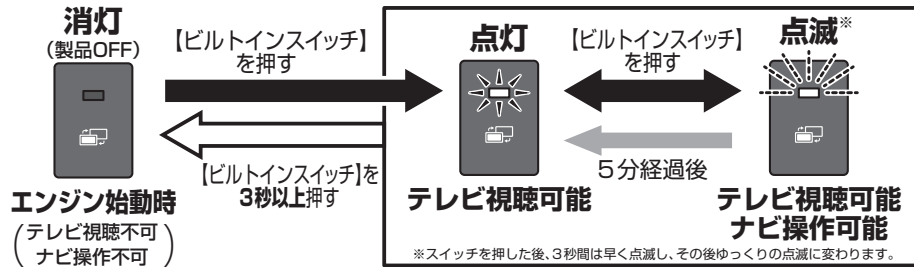 消灯
(製品OFF)
【ビルトインスイッチ】
を押す
点灯
【ビルトインスイッチ】
を押す
点滅※
【ビルトインスイッチ】を
3秒以上押す
5分経過後
エンジン始動時
(テレビ視聴不可
ナビ操作不可)
テレビ視聴可能
テレビ視聴可能
ナビ操作可能
※スイッチを押した後、3秒間は早く点滅し、その後ゆっくりの点滅に変わります。